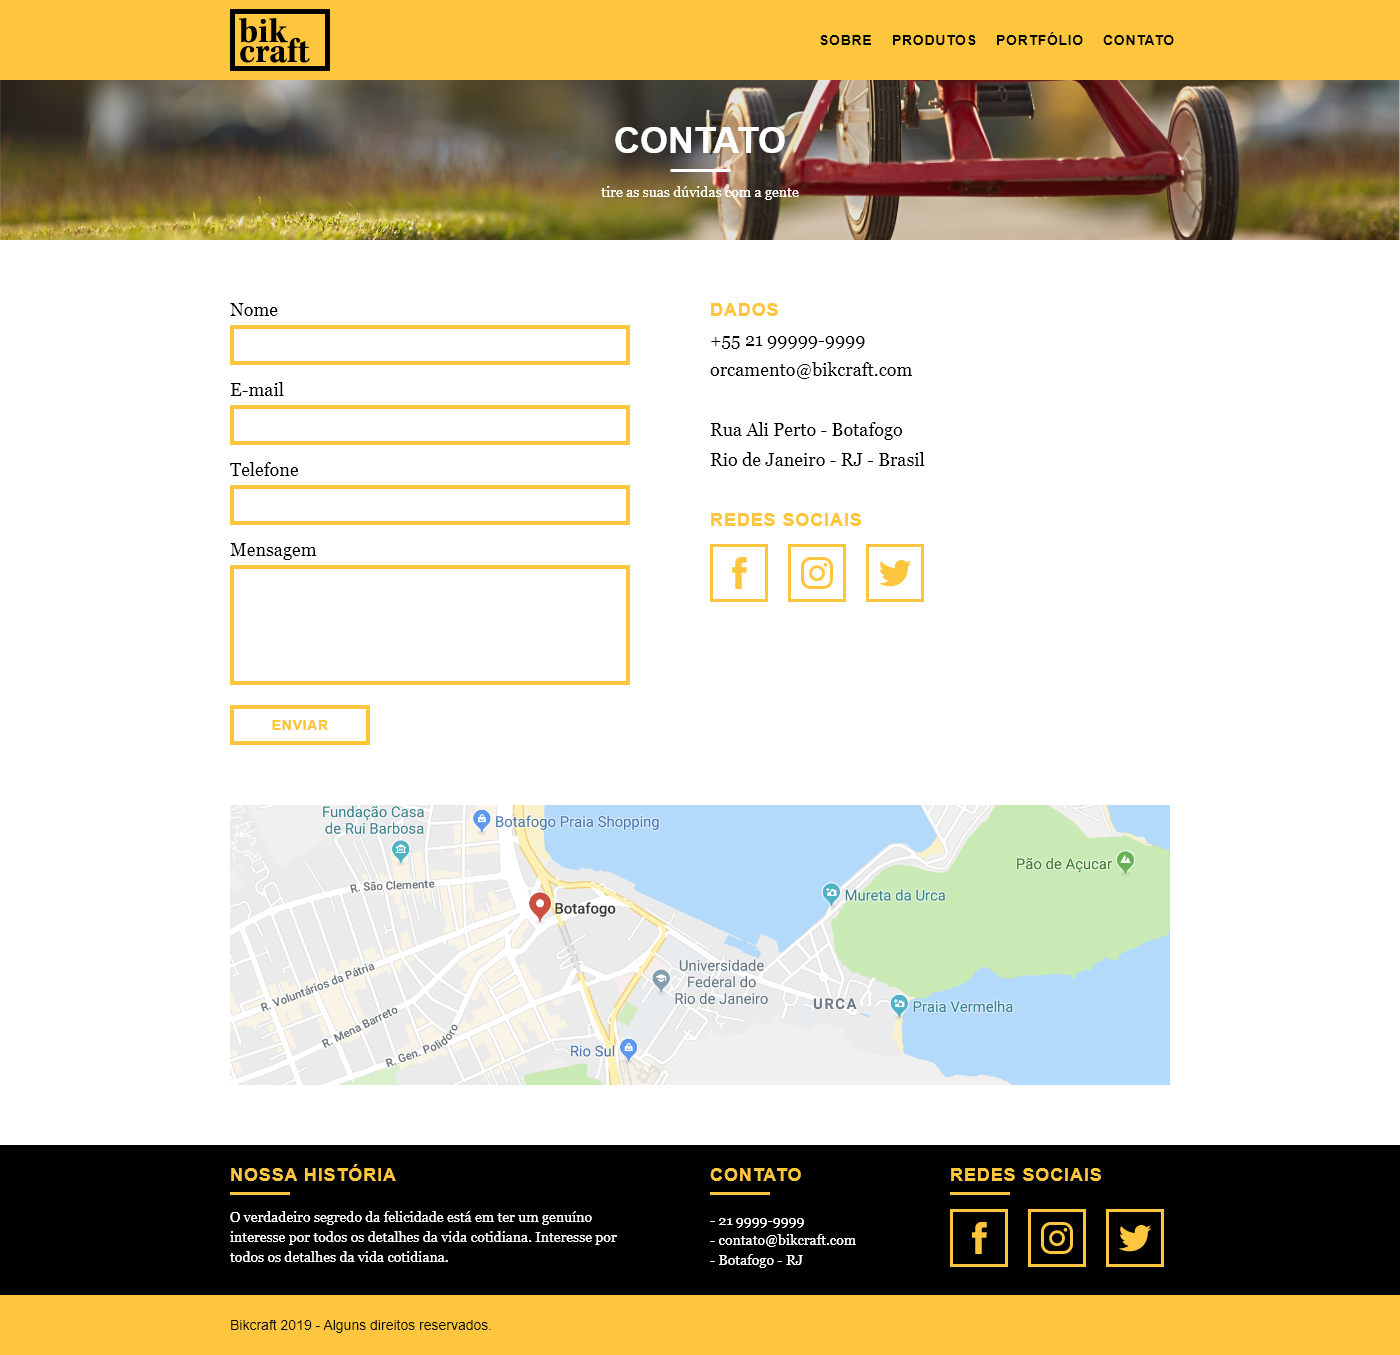 bik
craft
SOBRE PRODUTOS PORTFÓLIO CONTATO
CONTATO
tire as suas dúvidas com a gente
Nome
E-mail
Telefone
Mensagem
ENVIAR
DADOS
+55 21 99999-9999
orcamento@bikcraft.com
Rua Ali Perto - Botafogo
Rio de Janeiro - RJ - Brasil
REDES SOCIAIS
Fundação Casa
de Rui Barbosa
Botafogo Praia Shopping
Pão de Açucar
R. São Clemente
Mureta da Urca
Botafogo
Universidade
Federal do
Rio de Janeiro
R. Voluntários da Pátria
URCA
Praia Vermelha
R. Mena Barreto
R. Gen. Polidoro
Rio Sul
NOSSA HISTÓRIA
O verdadeiro segredo da felicidade está em ter um genuíno
interesse por todos os detalhes da vida cotidiana. Interesse por
todos os detalhes da vida cotidiana.
CONTATO
- 21 9999-9999
- contato@bikcraft.com
- Botafogo - RJ
REDES SOCIAIS
Bikcraft 2019 - Alguns direitos reservados.